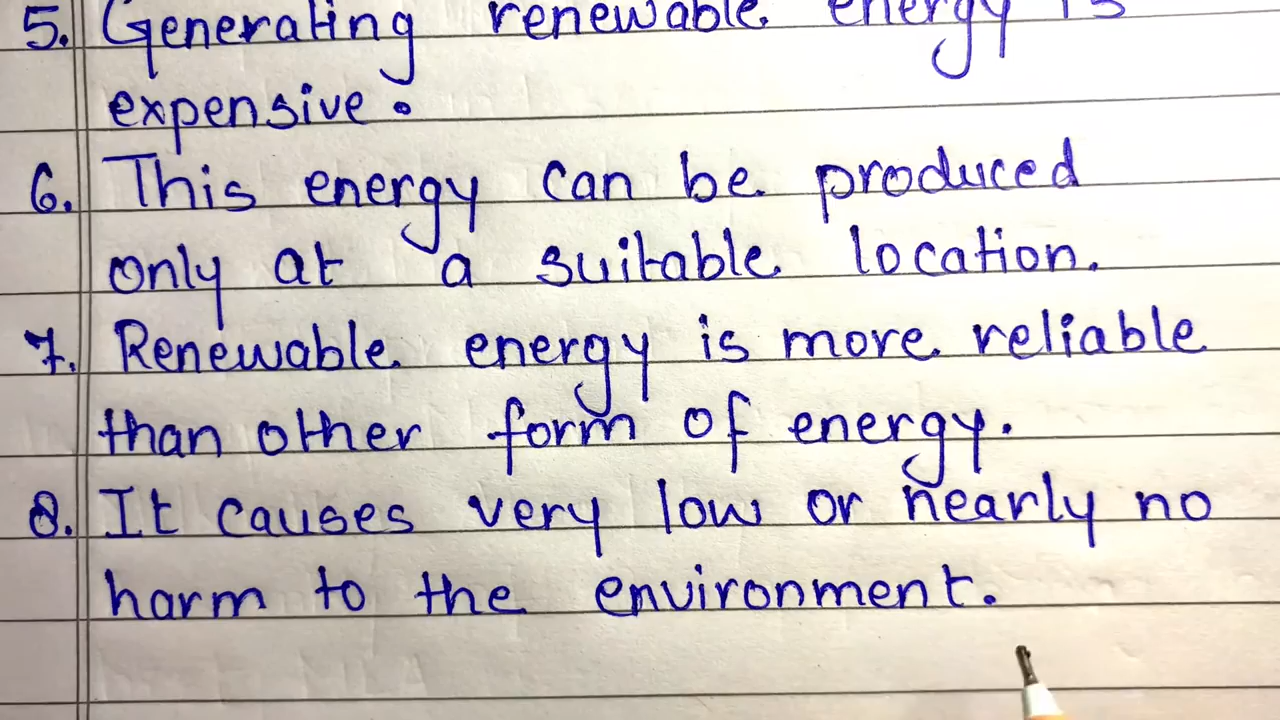 5. Generating renewable energy is
expensive.
6. This energy can be produced
only at a suitable location.
7. Renewable energy is more reliable
than other form of energy.
8. It causes very low or nearly no
harm to the environment.